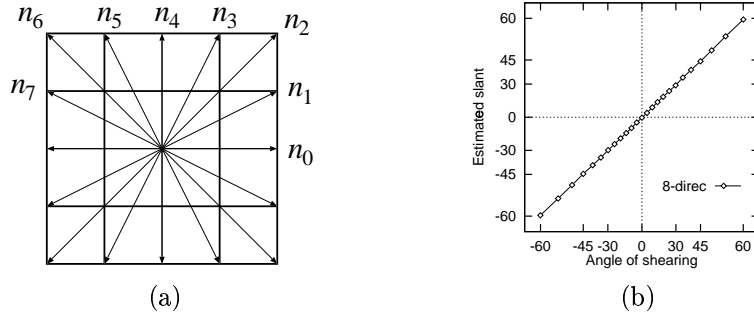 n6 n5 n4 n3 n2
n7
n1
n0
(a)
60
45
30
0
-30
-45
-60
Estimated slant
8-direc
-60 -45 -30 0 30 45 60
Angle of shearing
(b)